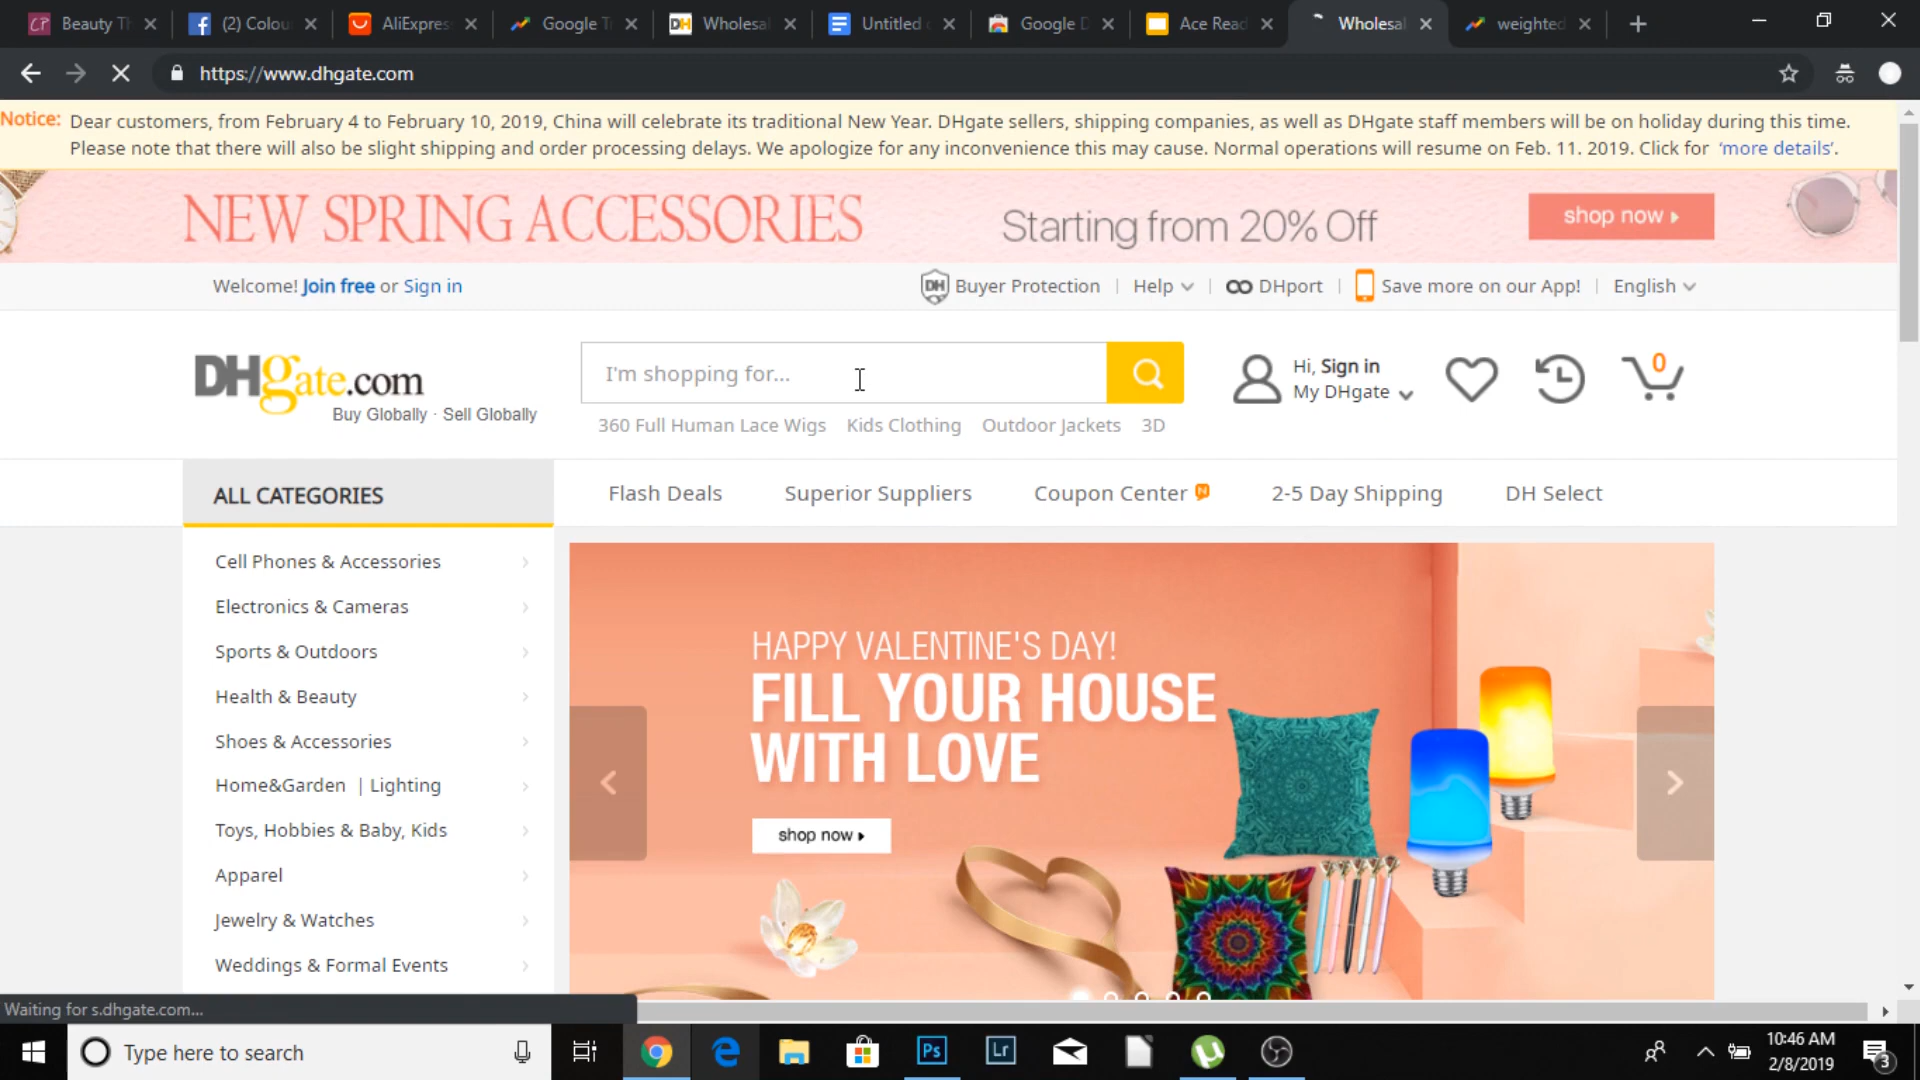 Beauty Th
(2) Colou
AliExpres
Google Tr
Wholesal
Untitled
Google D
Ace Read
Wholesal
weighted
https://www.dhgate.com
Notice: Dear customers, from February 4 to February 10, 2019, China will celebrate its traditional New Year. DHgate sellers, shipping companies, as well as DHgate staff members will be on holiday during this time.
Please note that there will also be slight shipping and order processing delays. We apologize for any inconvenience this may cause. Normal operations will resume on Feb. 11. 2019. Click for 'more details'.
NEW SPRING ACCESSORIES Starting from 20% Off shop now
Welcome! Join free or Sign in
Buyer Protection | Help | DHport | Save more on our App! | English
DHgate.com
Buy Globally · Sell Globally
I'm shopping for...
Hi, Sign in
My DHgate
0
360 Full Human Lace Wigs Kids Clothing Outdoor Jackets 3D
ALL CATEGORIES
Flash Deals Superior Suppliers Coupon Center N 2-5 Day Shipping DH Select
Cell Phones & Accessories
Electronics & Cameras
Sports & Outdoors
Health & Beauty
Shoes & Accessories
Home&Garden | Lighting
Toys, Hobbies & Baby, Kids
Apparel
Jewelry & Watches
Weddings & Formal Events
HAPPY VALENTINE'S DAY!
FILL YOUR HOUSE
WITH LOVE
shop now
Waiting for s.dhgate.com...
Type here to search
Ps
Lr
10:46 AM
2/8/2019
3